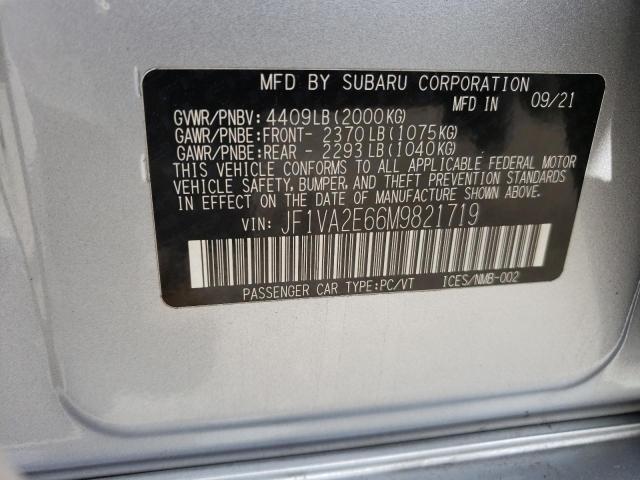 MFD BY SUBARU CORPORATION
MFD IN 09/21
GVWR/PNBV: 4409LB(2000KG)
GAWR/PNBE:FRONT- 2370LB(1075KG)
GAWR/PNBE:REAR - 2293LB(1040KG)
THIS VEHICLE CONFORMS TO ALL APPLICABLE FEDERAL MOTOR
VEHICLE SAFETY, BUMPER, AND THEFT PREVENTION STANDARDS
IN EFFECT ON THE DATE OF MANUFACTURE SHOWN ABOVE.
VIN: JF1VA2E66M9821719
PASSENGER CAR TYPE:PC/VT ICES/NMB-002